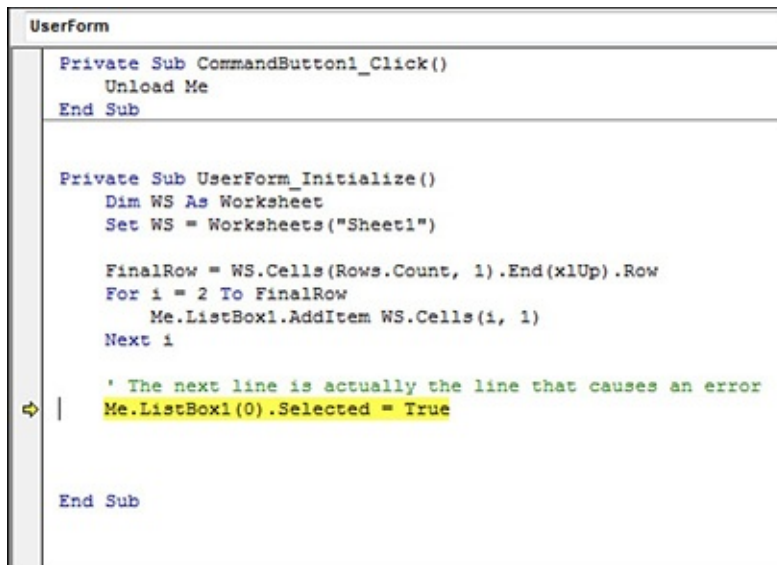 UserForm
Private Sub CommandButton1_Click()
Unload Me
End Sub
Private Sub UserForm_Initialize()
Dim WS As Worksheet
Set WS = Worksheets("Sheet1")
FinalRow = WS.Cells(Rows.Count, 1).End(xlUp).Row
For i = 2 To FinalRow
Me.ListBox1.AddItem WS.Cells(i, 1)
Next i
' The next line is actually the line that causes an error
Me.ListBox1(0).Selected = True
End Sub